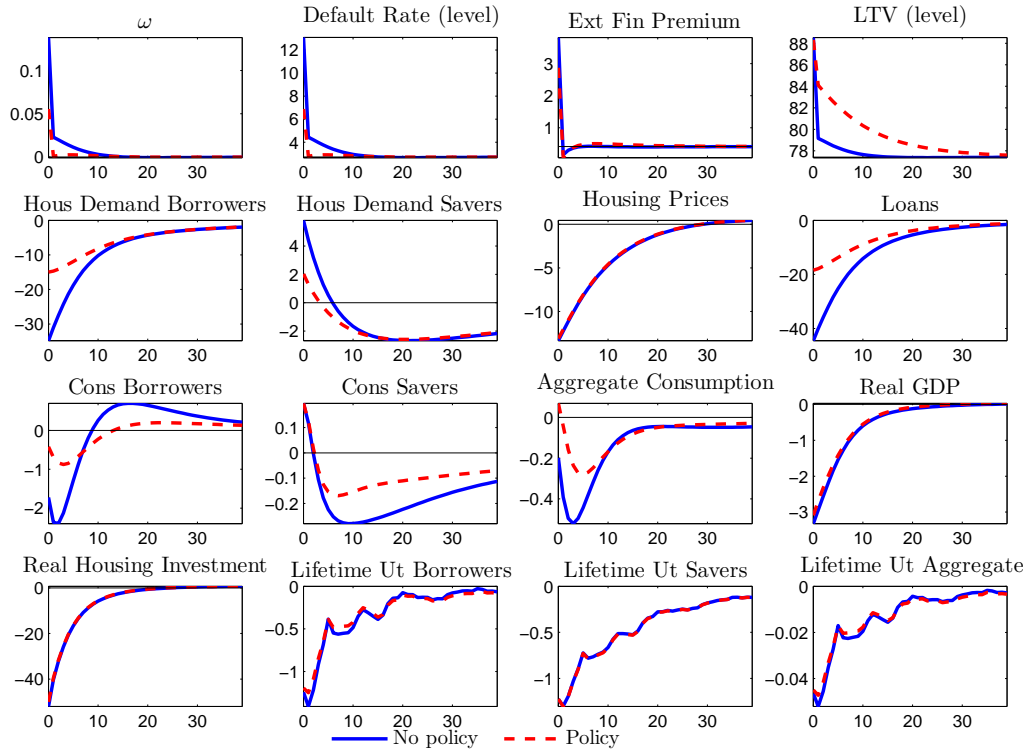 ω Default Rate (level) Ext Fin Premium LTV (level)
0.1
0.05
0
12
10
8
6
4
3
2
1
88
86
84
82
80
78
0 10 20 30
0 10 20 30
0 10 20 30
0 10 20 30
Hous Demand Borrowers Hous Demand Savers Housing Prices Loans
0
−10
−20
−30
4
2
0
−2
0
−5
−10
0
−20
−40
0 10 20 30
0 10 20 30
0 10 20 30
0 10 20 30
Cons Borrowers Cons Savers Aggregate Consumption Real GDP
0
−1
−2
0.1
0
−0.1
−0.2
0
−0.2
−0.4
0
−1
−2
−3
0 10 20 30
0 10 20 30
0 10 20 30
0 10 20 30
Real Housing Investment Lifetime Ut Borrowers Lifetime Ut Savers Lifetime Ut Aggregate
0
−20
−40
0
−0.5
−1
0
−0.5
−1
0
−0.02
−0.04
0 10 20 30
0 10 20 30
0 10 20 30
0 10 20 30
No policy Policy